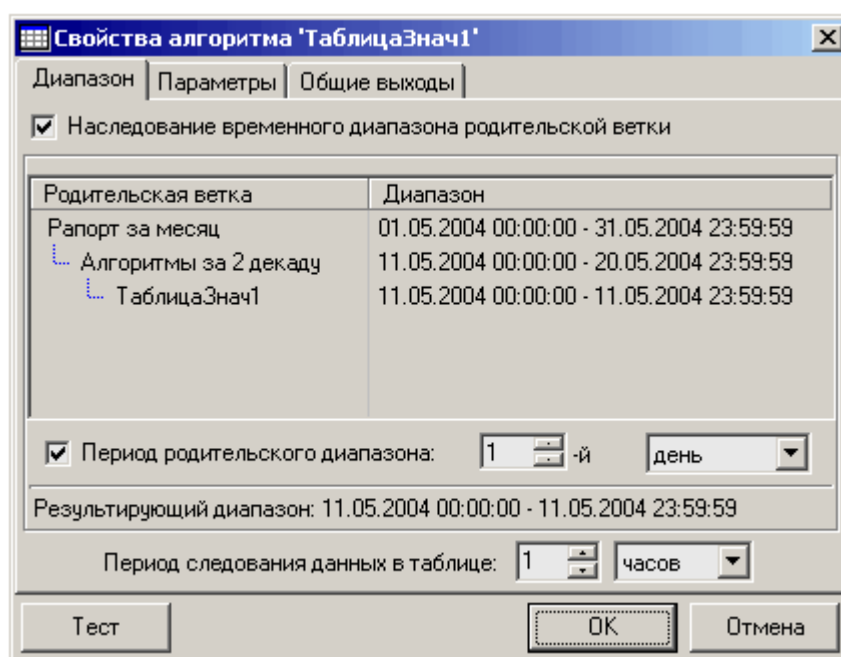 Свойства алгоритма 'ТаблицаЗнач1'
Диапазон Параметры Общие выходы
Наследование временного диапазона родительской ветки
Родительская ветка Диапазон
Рапорт за месяц 01.05.2004 00:00:00 - 31.05.2004 23:59:59
Алгоритмы за 2 декаду 11.05.2004 00:00:00 - 20.05.2004 23:59:59
ТаблицаЗнач1 11.05.2004 00:00:00 - 11.05.2004 23:59:59
Период родительского диапазона: 1 -й день
Результирующий диапазон: 11.05.2004 00:00:00 - 11.05.2004 23:59:59
Период следования данных в таблице: 1 часов
Тест OK Отмена